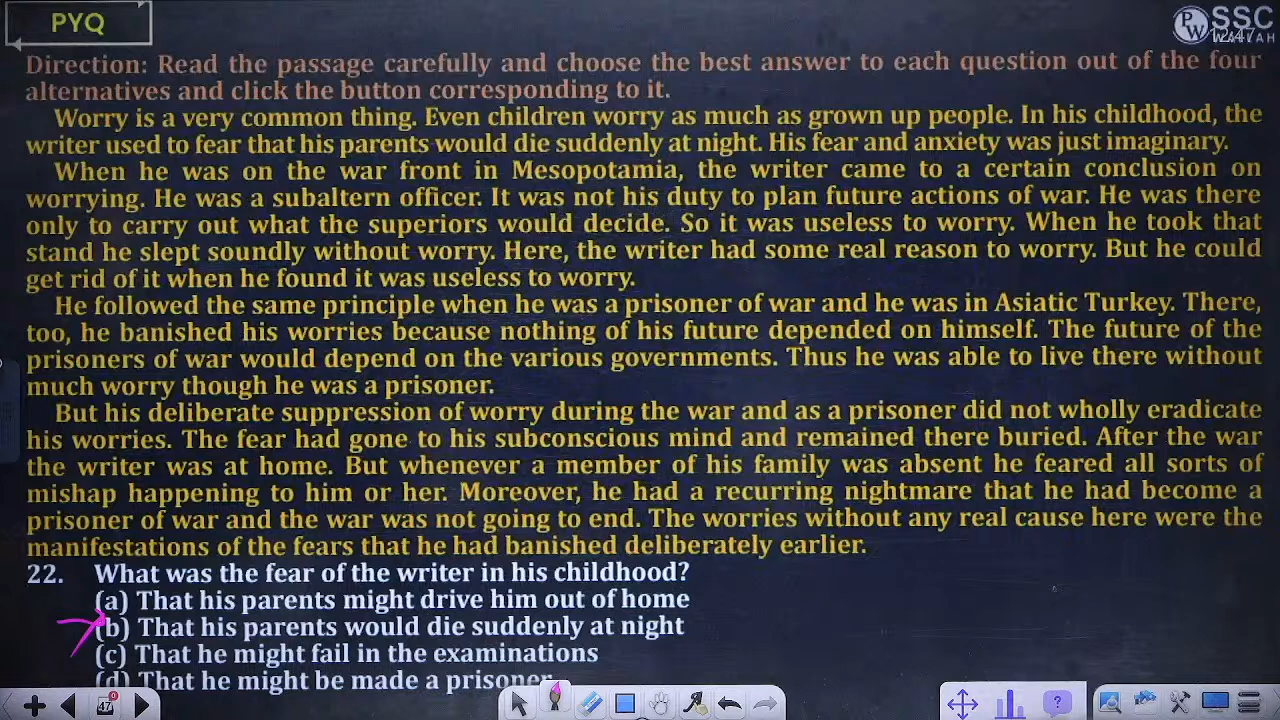 PYQ
PW SSC
12:47
Direction: Read the passage carefully and choose the best answer to each question out of the four
alternatives and click the button corresponding to it.
Worry is a very common thing. Even children worry as much as grown up people. In his childhood, the
writer used to fear that his parents would die suddenly at night. His fear and anxiety was just imaginary.
When he was on the war front in Mesopotamia, the writer came to a certain conclusion on
worrying. He was a subaltern officer. It was not his duty to plan future actions of war. He was there
only to carry out what the superiors would decide. So it was useless to worry. When he took that
stand he slept soundly without worry. Here, the writer had some real reason to worry. But he could
get rid of it when he found it was useless to worry.
He followed the same principle when he was a prisoner of war and he was in Asiatic Turkey. There,
too, he banished his worries because nothing of his future depended on himself. The future of the
prisoners of war would depend on the various governments. Thus he was able to live there without
much worry though he was a prisoner.
But his deliberate suppression of worry during the war and as a prisoner did not wholly eradicate
his worries. The fear had gone to his subconscious mind and remained there buried. After the war
the writer was at home. But whenever a member of his family was absent he feared all sorts of
mishap happening to him or her. Moreover, he had a recurring nightmare that he had become a
prisoner of war and the war was not going to end. The worries without any real cause here were the
manifestations of the fears that he had banished deliberately earlier.
22. What was the fear of the writer in his childhood?
(a) That his parents might drive him out of home
(b) That his parents would die suddenly at night
(c) That he might fail in the examinations
(d) That he might be made a prisoner
47 0